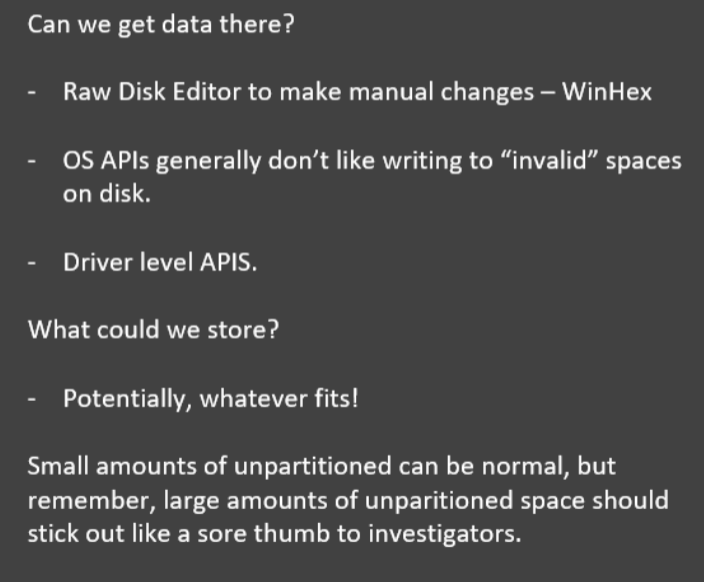 Can we get data there?
- Raw Disk Editor to make manual changes – WinHex
- OS APIs generally don’t like writing to “invalid” spaces
on disk.
- Driver level APIS.
What could we store?
- Potentially, whatever fits!
Small amounts of unpartitioned can be normal, but
remember, large amounts of unparitioned space should
stick out like a sore thumb to investigators.